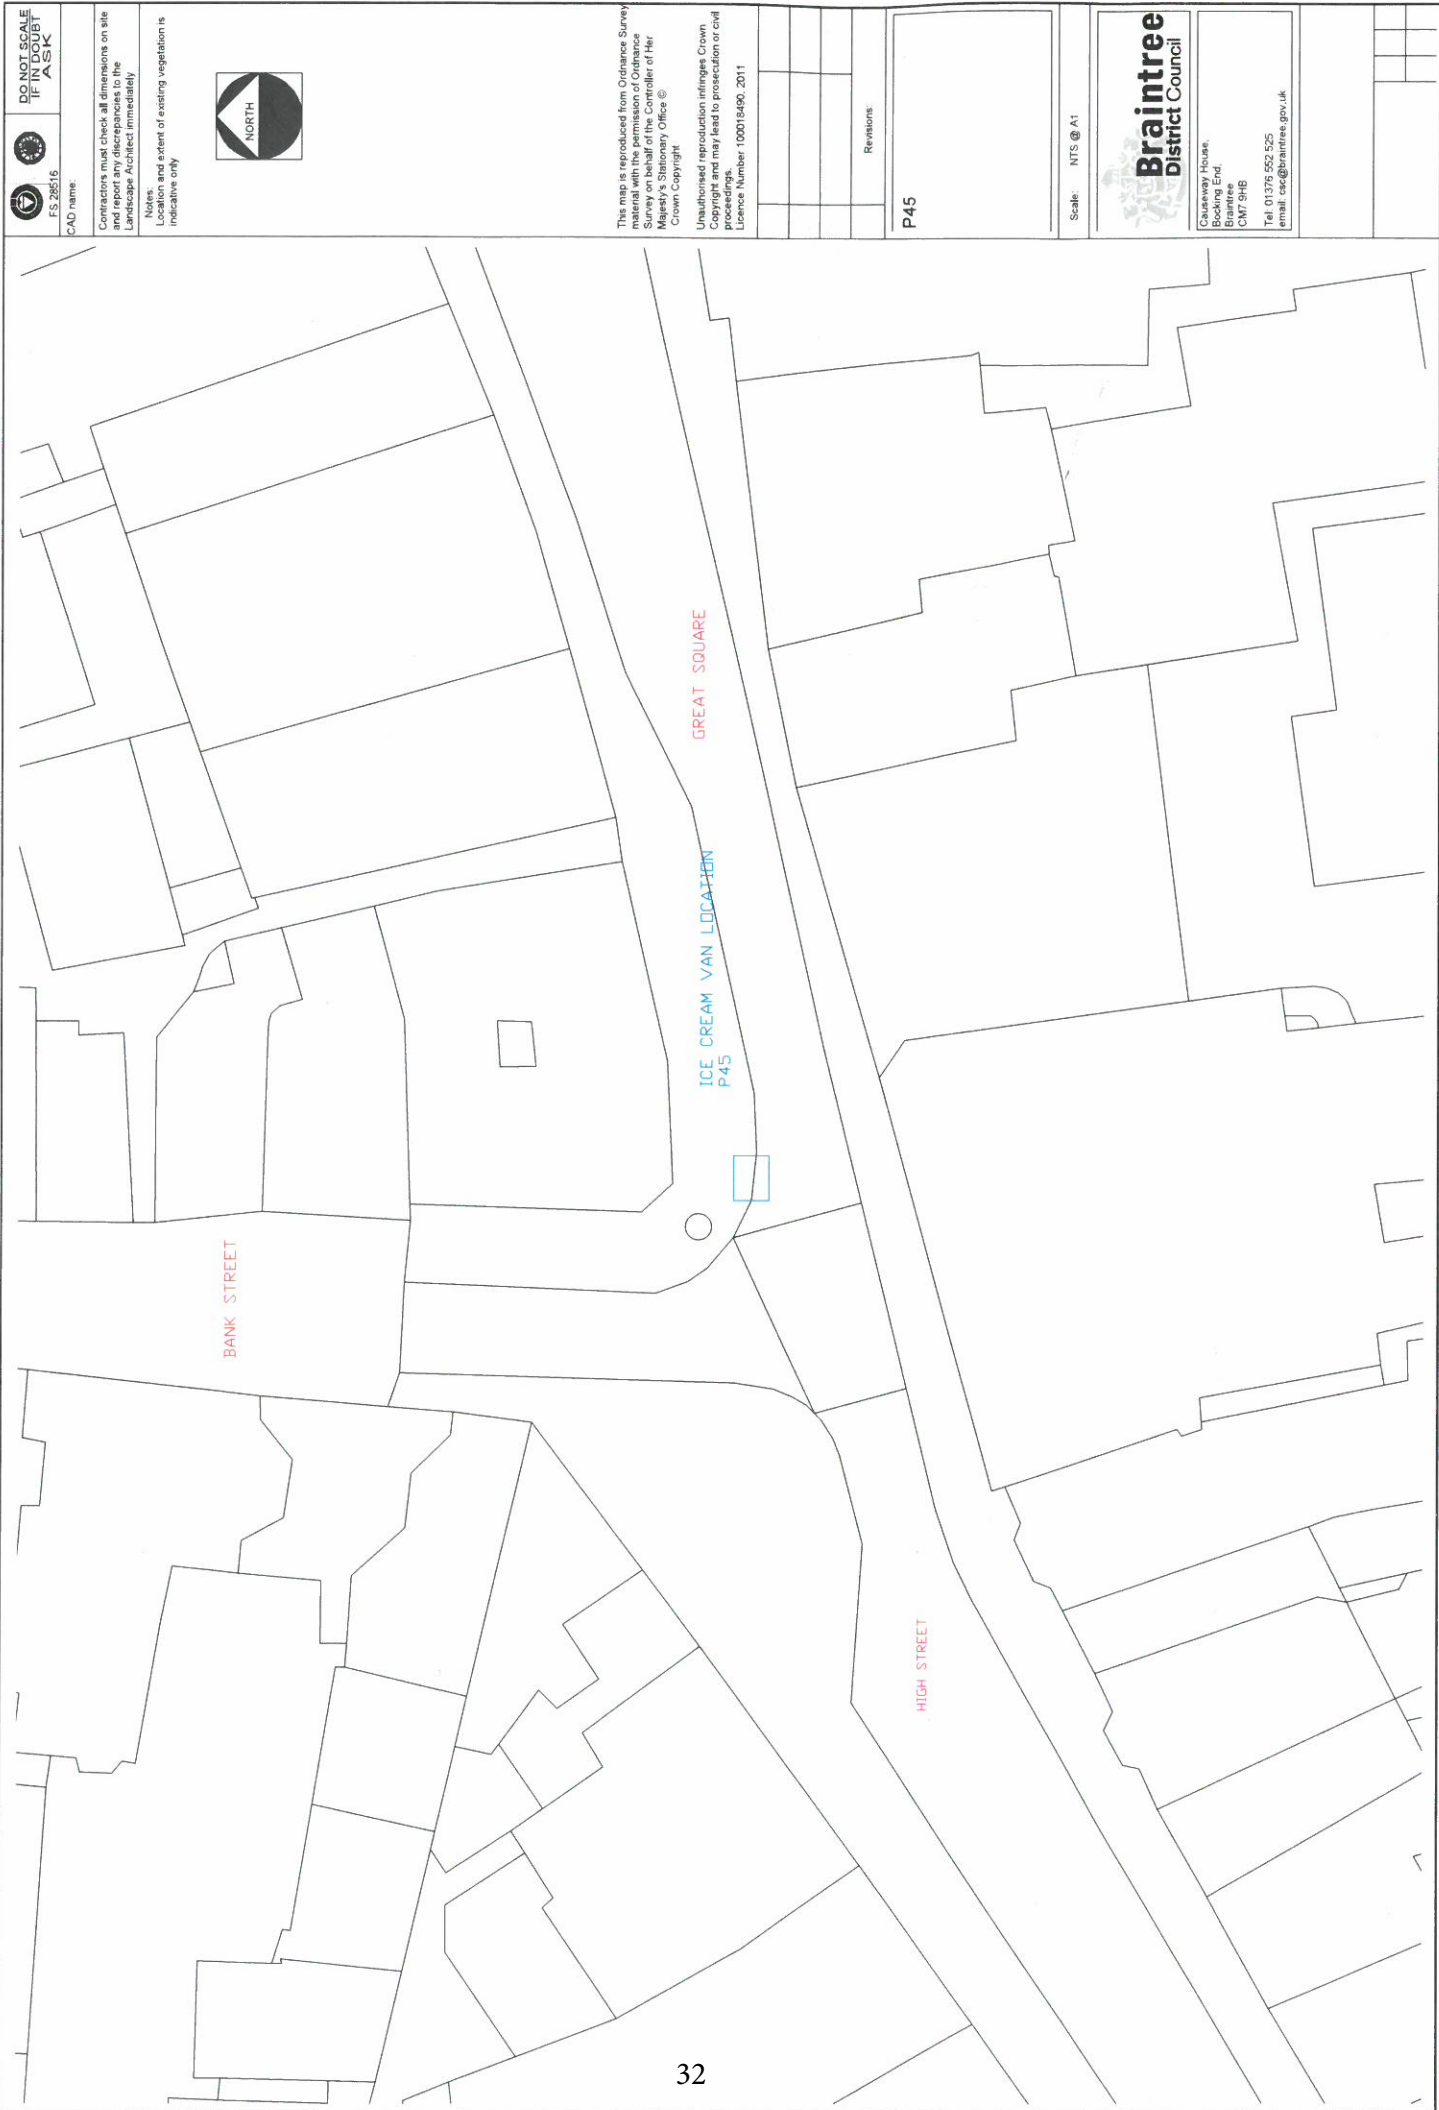 DO NOT SCALE
IF IN DOUBT
ASK
FS 28516
CAD name:
Contractors must check all dimensions on site
and report any discrepancies to the
Landscape Architect immediately
Notes:
Location and extent of existing vegetation is
indicative only
NORTH
This map is reproduced from Ordnance Survey
material with the permission of Ordnance
Survey on behalf of the Controller of Her
Majesty's Stationary Office ©
Crown Copyright
Unauthorised reproduction infringes Crown
Copyright and may lead to prosecution or civil
proceedings.
Licence Number 100018490. 2011
Revisions:
P45
Scale: NTS @ A1
Braintree
District Council
Causeway House,
Bocking End,
Braintree
CM7 9HB
Tel: 01376 552 525
email: csc@braintree.gov.uk
BANK STREET
GREAT SQUARE
ICE CREAM VAN LOCATION
P45
HIGH STREET
32